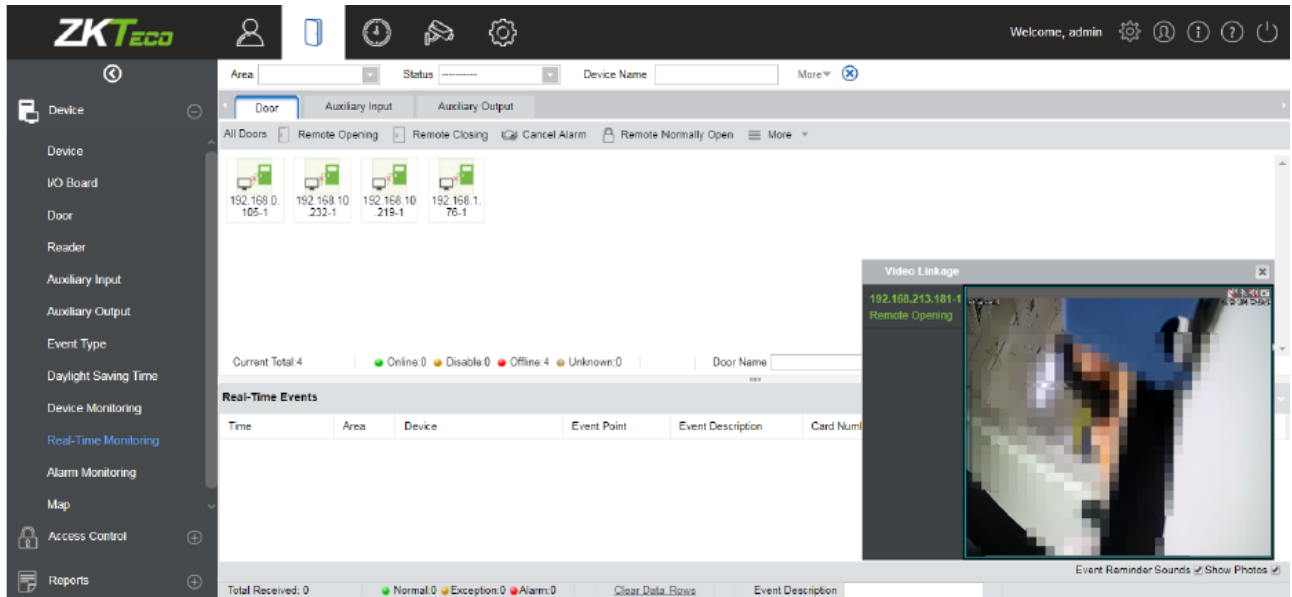 ZKTeco
Welcome, admin
Area
Status ----------
Device Name
More
Device
Door
Auxiliary Input
Auxiliary Output
All Doors
Remote Opening
Remote Closing
Cancel Alarm
Remote Normally Open
More
Device
I/O Board
Door
Reader
Auxiliary Input
Auxiliary Output
Event Type
Daylight Saving Time
Device Monitoring
Real-Time Monitoring
Alarm Monitoring
Map
Access Control
Reports
192.168.0.
105-1
192.168.10
.232-1
192.168.10
.219-1
192.168.1.
76-1
Video Linkage
192.168.213.181-1
Remote Opening
Current Total:4
Online:0
Disable:0
Offline:4
Unknown:0
Door Name
Real-Time Events
Time
Area
Device
Event Point
Event Description
Card Numb
Event Reminder Sounds
Show Photos
Total Received: 0
Normal:0
Exception:0
Alarm:0
Clear Data Rows
Event Description